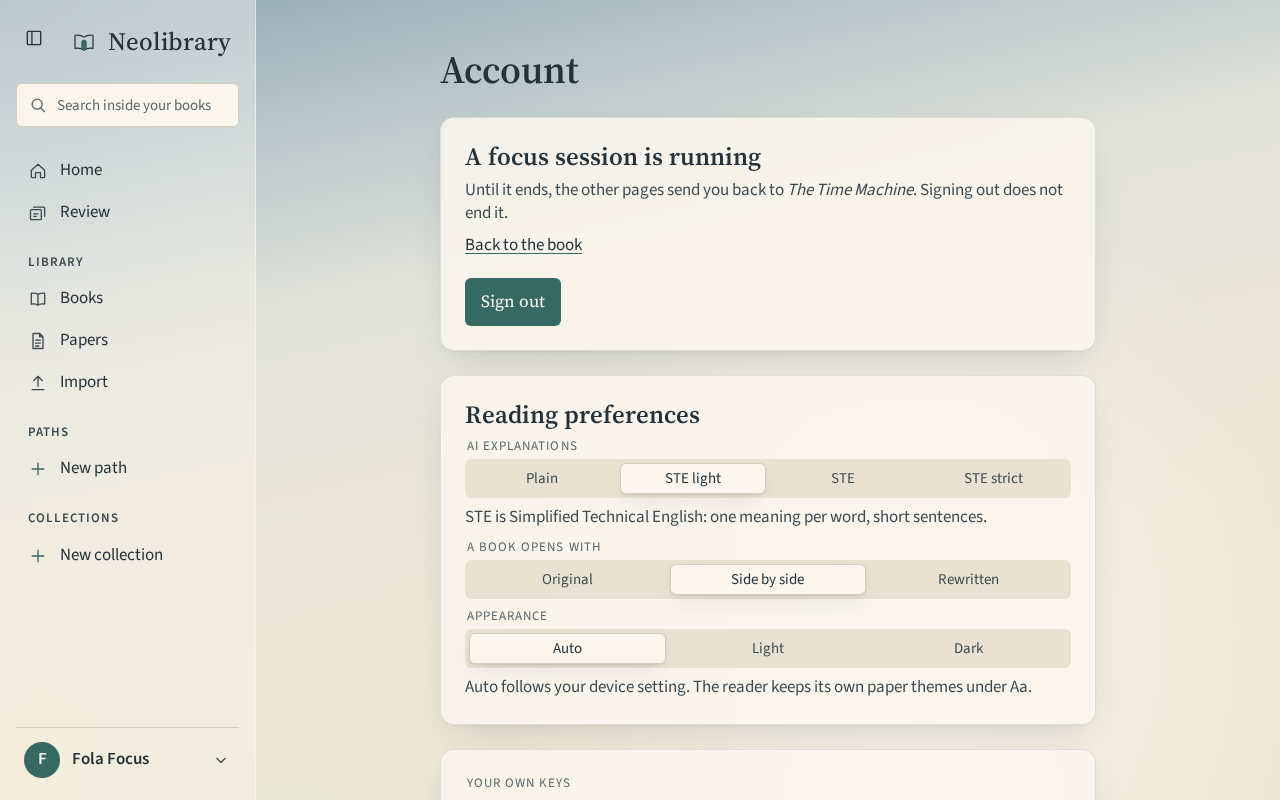 Neolibrary
Search inside your books
Home
Review
LIBRARY
Books
Papers
Import
PATHS
New path
COLLECTIONS
New collection
F
Fola Focus
Account
A focus session is running
Until it ends, the other pages send you back to The Time Machine. Signing out does not
end it.
Back to the book
Sign out
Reading preferences
AI EXPLANATIONS
Plain
STE light
STE
STE strict
STE is Simplified Technical English: one meaning per word, short sentences.
A BOOK OPENS WITH
Original
Side by side
Rewritten
APPEARANCE
Auto
Light
Dark
Auto follows your device setting. The reader keeps its own paper themes under Aa.
YOUR OWN KEYS